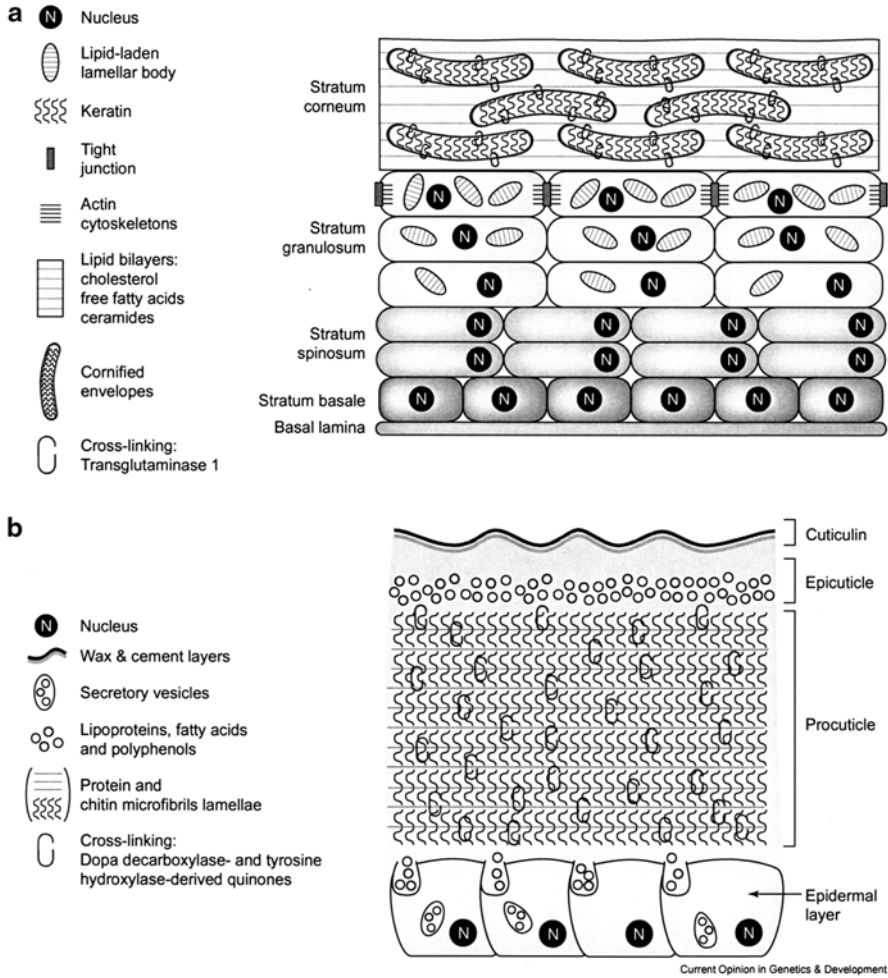 a
N Nucleus
Lipid-laden
lamellar body
Keratin
Tight
junction
Actin
cytoskeletons
Lipid bilayers:
cholesterol
free fatty acids
ceramides
Cornified
envelopes
Cross-linking:
Transglutaminase 1
Stratum
corneum
N N N
Stratum
granulosum
N N N
N N N
Stratum
spinosum
N N N N
N N N N
Stratum basale
N N N N N N
Basal lamina
b
N Nucleus
Wax & cement layers
Secretory vesicles
Lipoproteins, fatty acids
and polyphenols
Protein and
chitin microfibrils lamellae
Cross-linking:
Dopa decarboxylase- and tyrosine
hydroxylase-derived quinones
Cuticulin
Epicuticle
Procuticle
Epidermal
layer
N N N N
Current Opinion in Genetics & Development